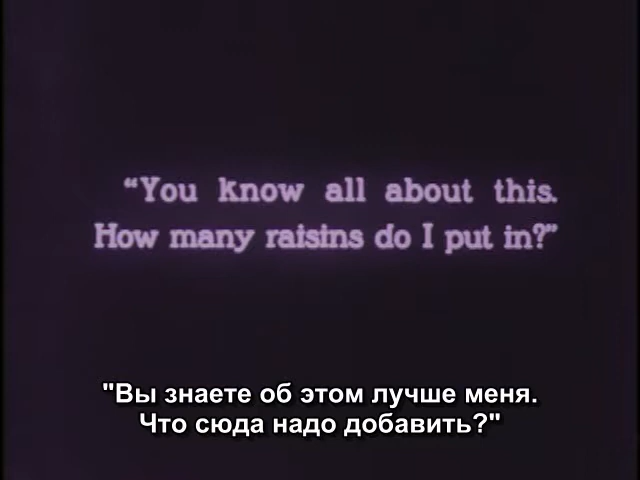 “You know all about this.
How many raisins do I put in?”
"Вы знаете об этом лучше меня.
Что сюда надо добавить?"